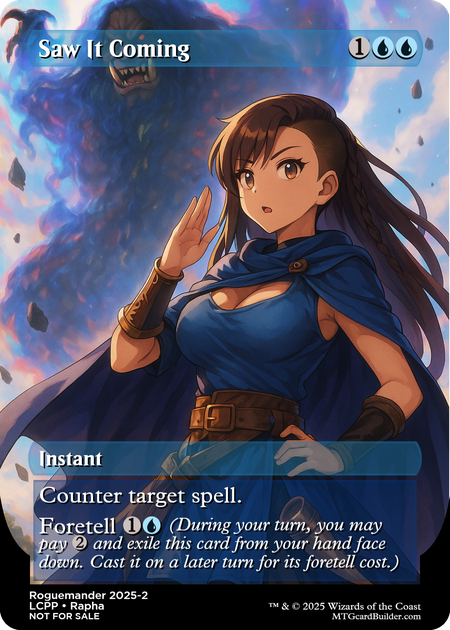 Saw It Coming 1
Instant
Counter target spell.
Foretell 1 (During your turn, you may
pay 2 and exile this card from your hand face
down. Cast it on a later turn for its foretell cost.)
Roguemander 2025-2
LCPP • Rapha
NOT FOR SALE
™ & © 2025 Wizards of the Coast
MTGcardBuilder.com